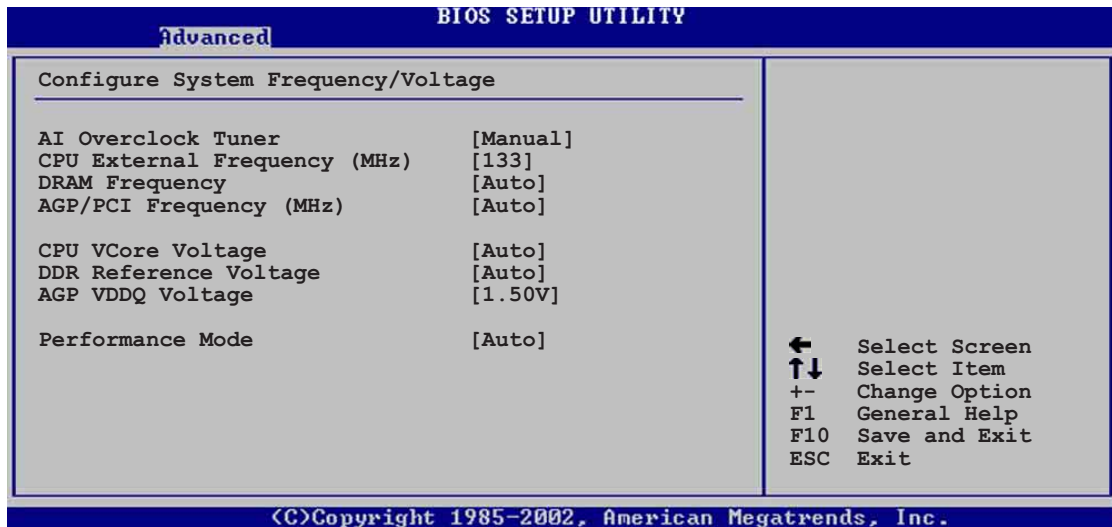 BIOS SETUP UTILITY
Advanced
Configure System Frequency/Voltage
AI Overclock Tuner [Manual]
CPU External Frequency (MHz) [133]
DRAM Frequency [Auto]
AGP/PCI Frequency (MHz) [Auto]
CPU VCore Voltage [Auto]
DDR Reference Voltage [Auto]
AGP VDDQ Voltage [1.50V]
Performance Mode [Auto]
← Select Screen
↑↓ Select Item
+- Change Option
F1 General Help
F10 Save and Exit
ESC Exit
(C)Copyright 1985-2002, American Megatrends, Inc.